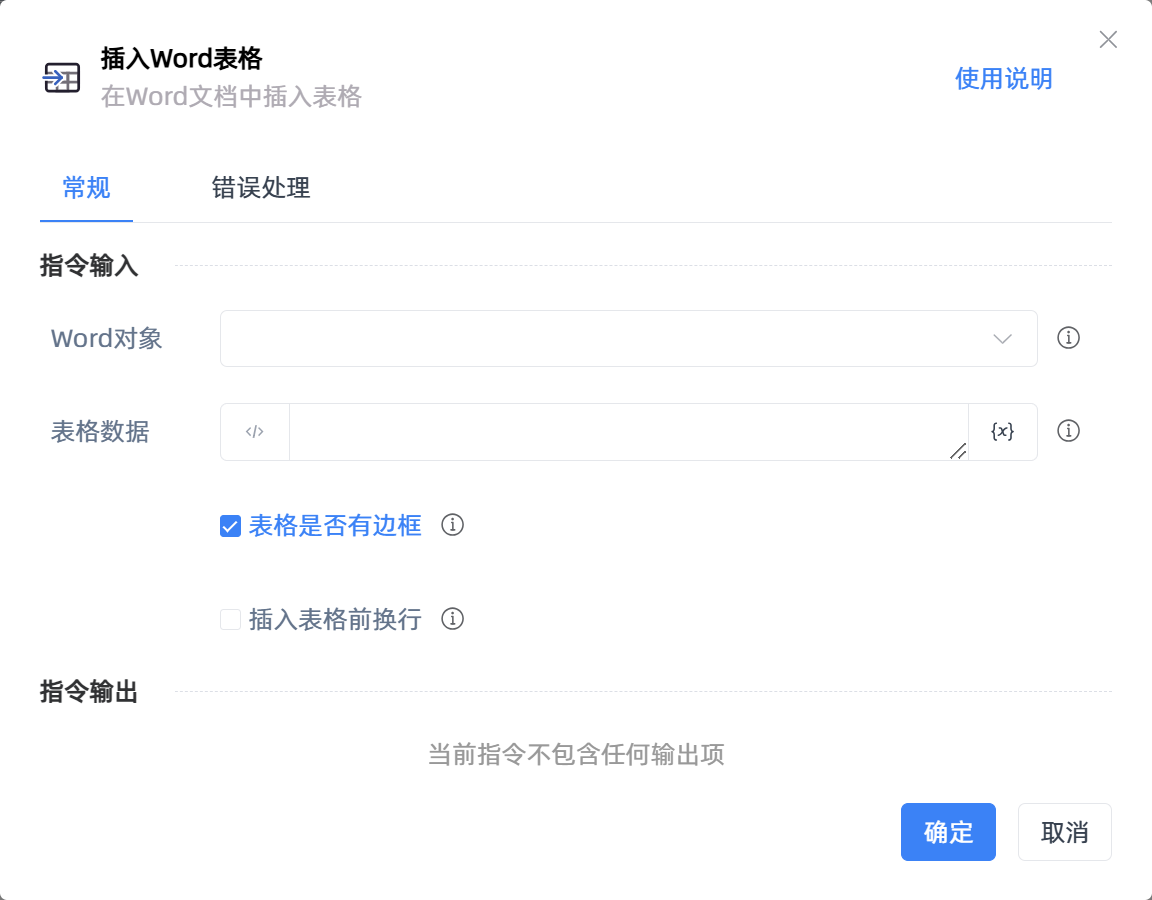 插入Word表格
在Word文档中插入表格
使用说明
常规
错误处理
指令输入
Word对象
表格数据
</>
{x}
表格是否有边框
插入表格前换行
指令输出
当前指令不包含任何输出项
确定
取消